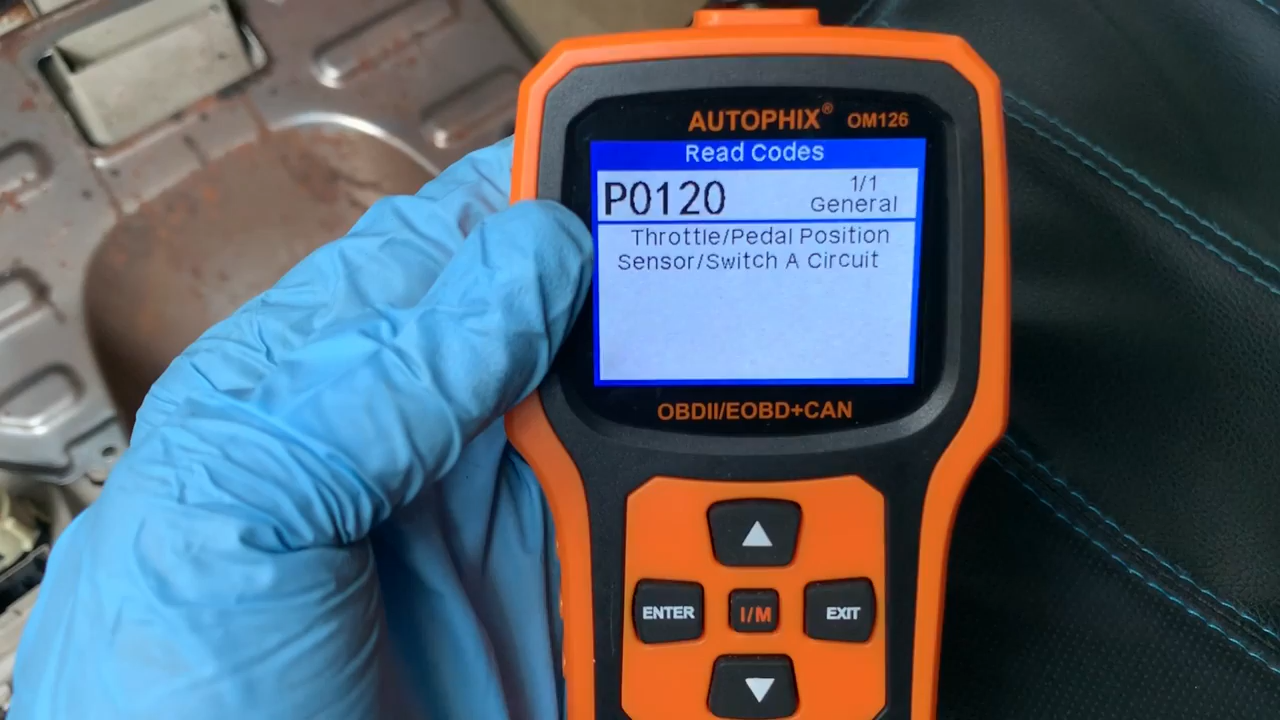 AUTOPHIX® OM126
Read Codes
P0120
1/1
General
Throttle/Pedal Position
Sensor/Switch A Circuit
OBDII/EOBD+CAN
ENTER I/M EXIT